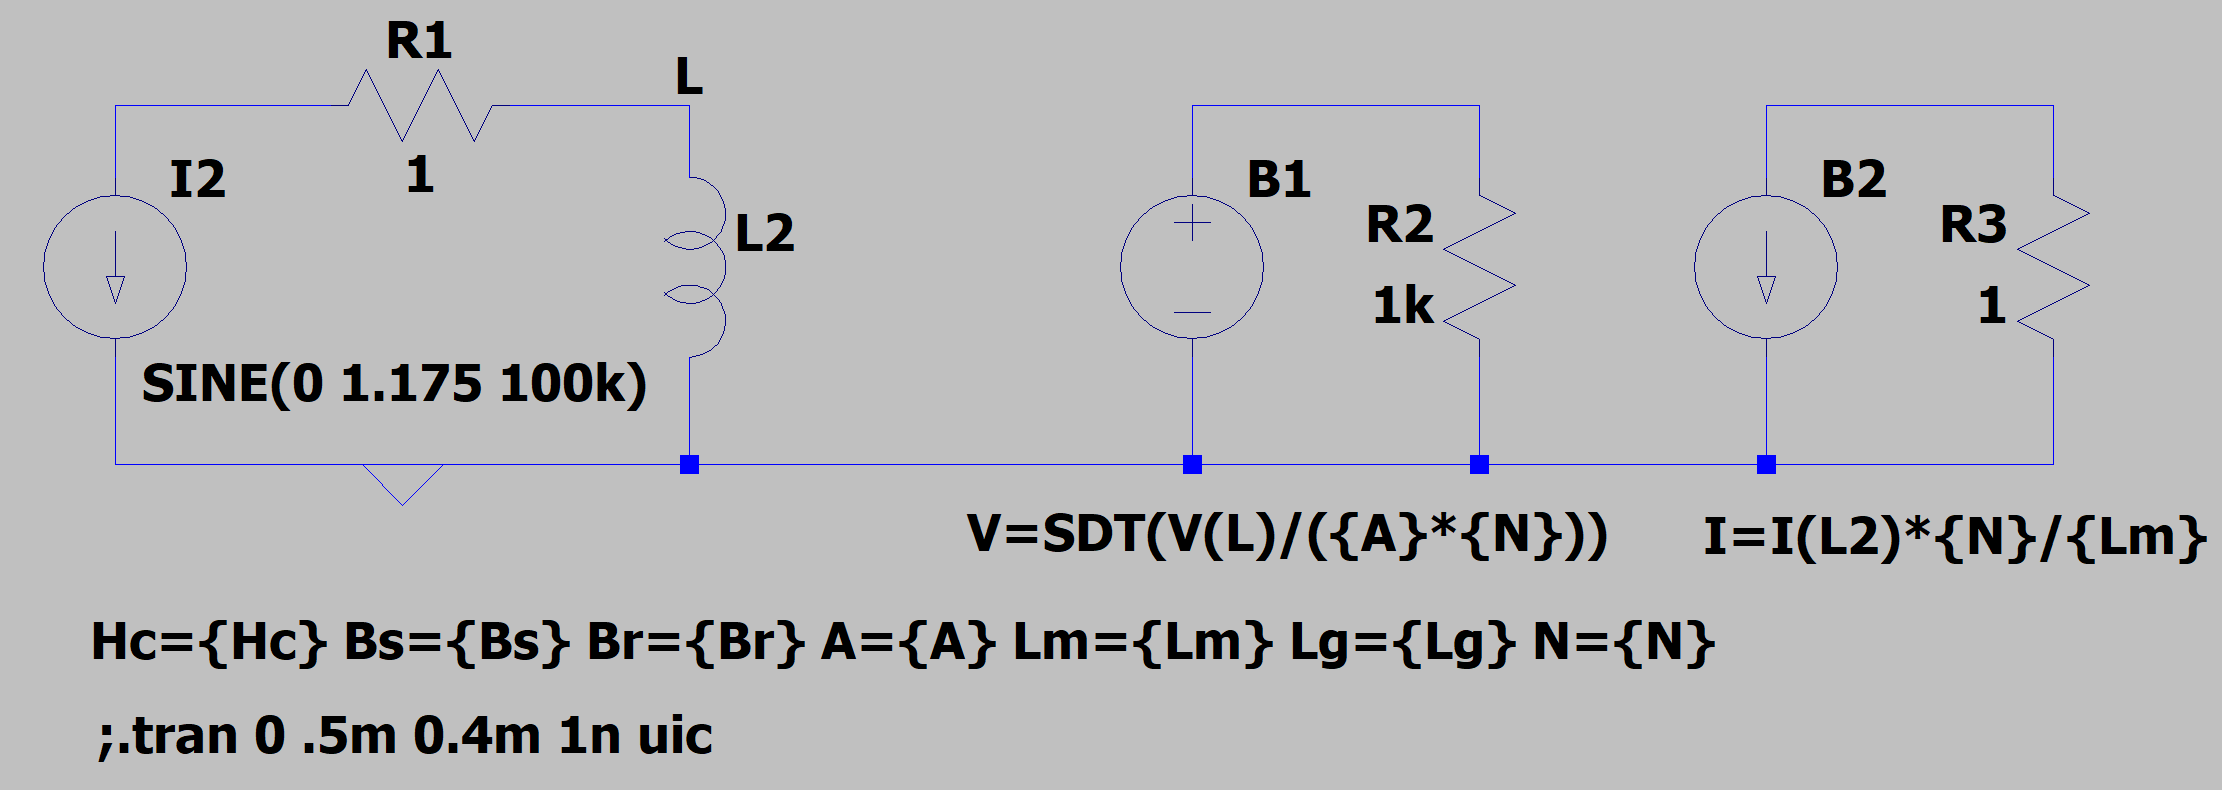 R1
L
I2
1
L2
SINE(0 1.175 100k)
B1
R2
1k
B2
R3
1
V=SDT(V(L)/({A}*{N}))
I=I(L2)*{N}/{Lm}
Hc={Hc} Bs={Bs} Br={Br} A={A} Lm={Lm} Lg={Lg} N={N}
;.tran 0 .5m 0.4m 1n uic